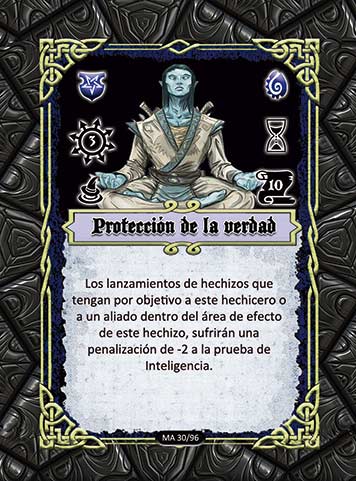 3
10
Protección de la verdad
Los lanzamientos de hechizos que
tengan por objetivo a este hechicero o
a un aliado dentro del área de efecto
de este hechizo, sufrirán una
penalización de -2 a la prueba de
Inteligencia.
MA 30/96